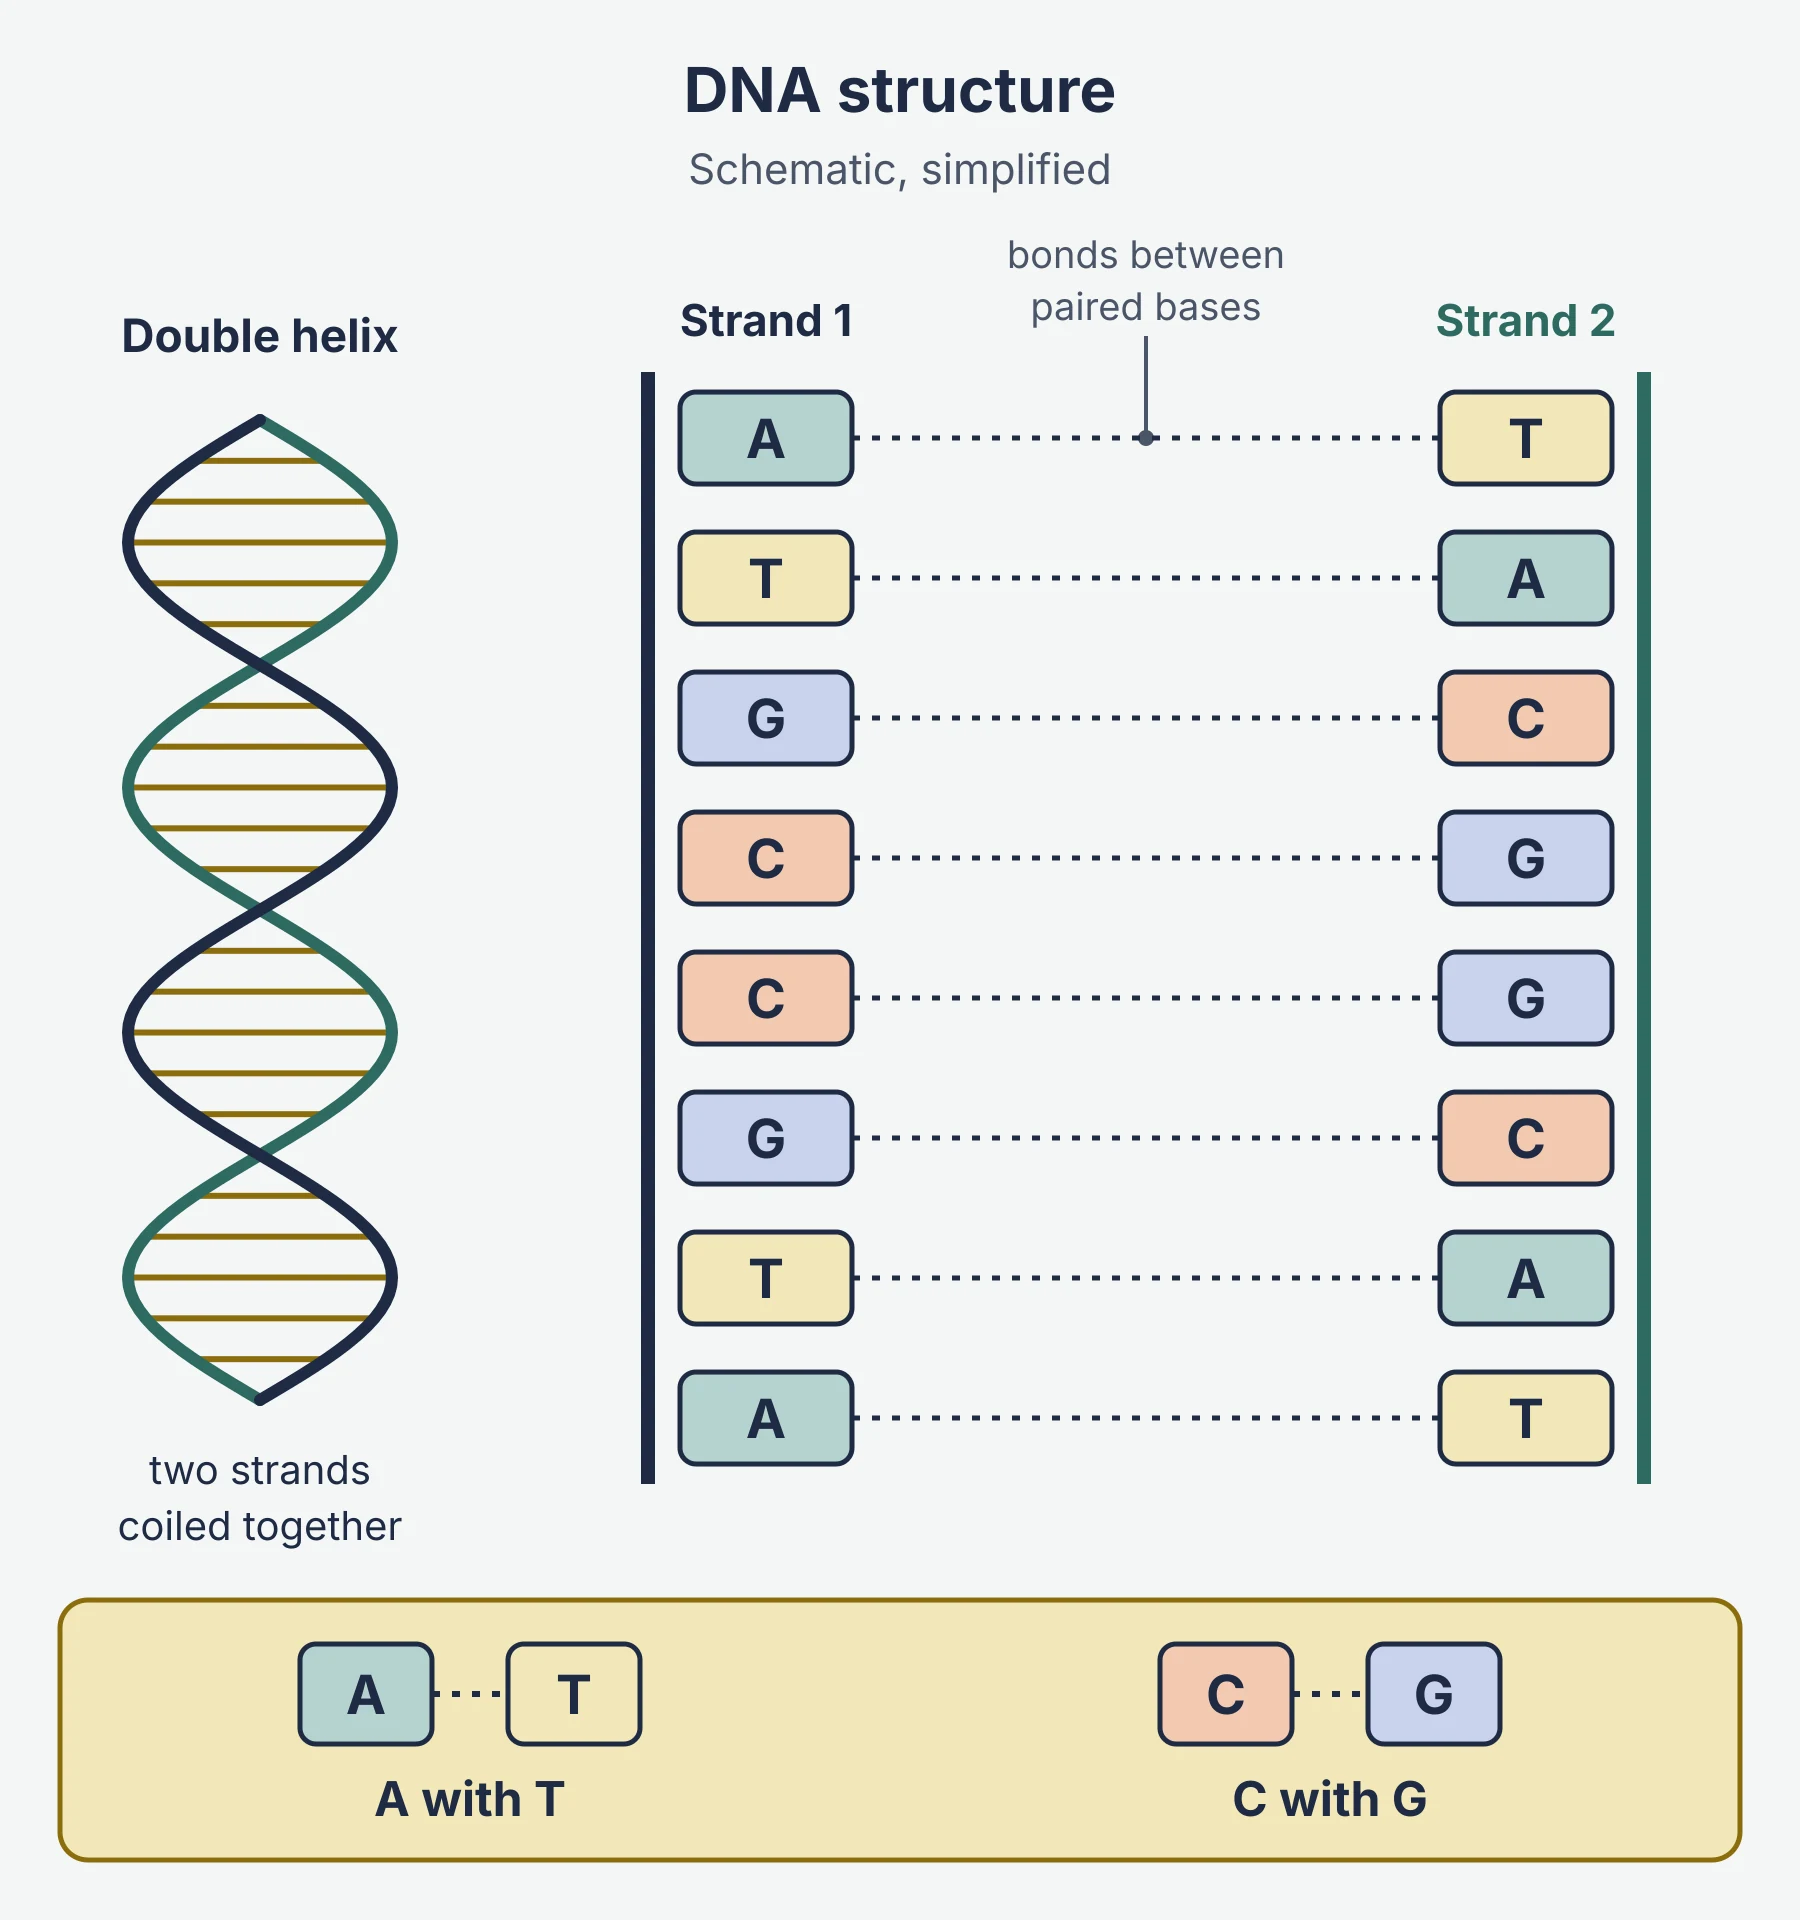 DNA structure
Schematic, simplified
Double helix
two strands
coiled together
bonds between
paired bases
Strand 1
Strand 2
A T
T A
G C
C G
C G
G C
T A
A T
A T
A with T
C G
C with G